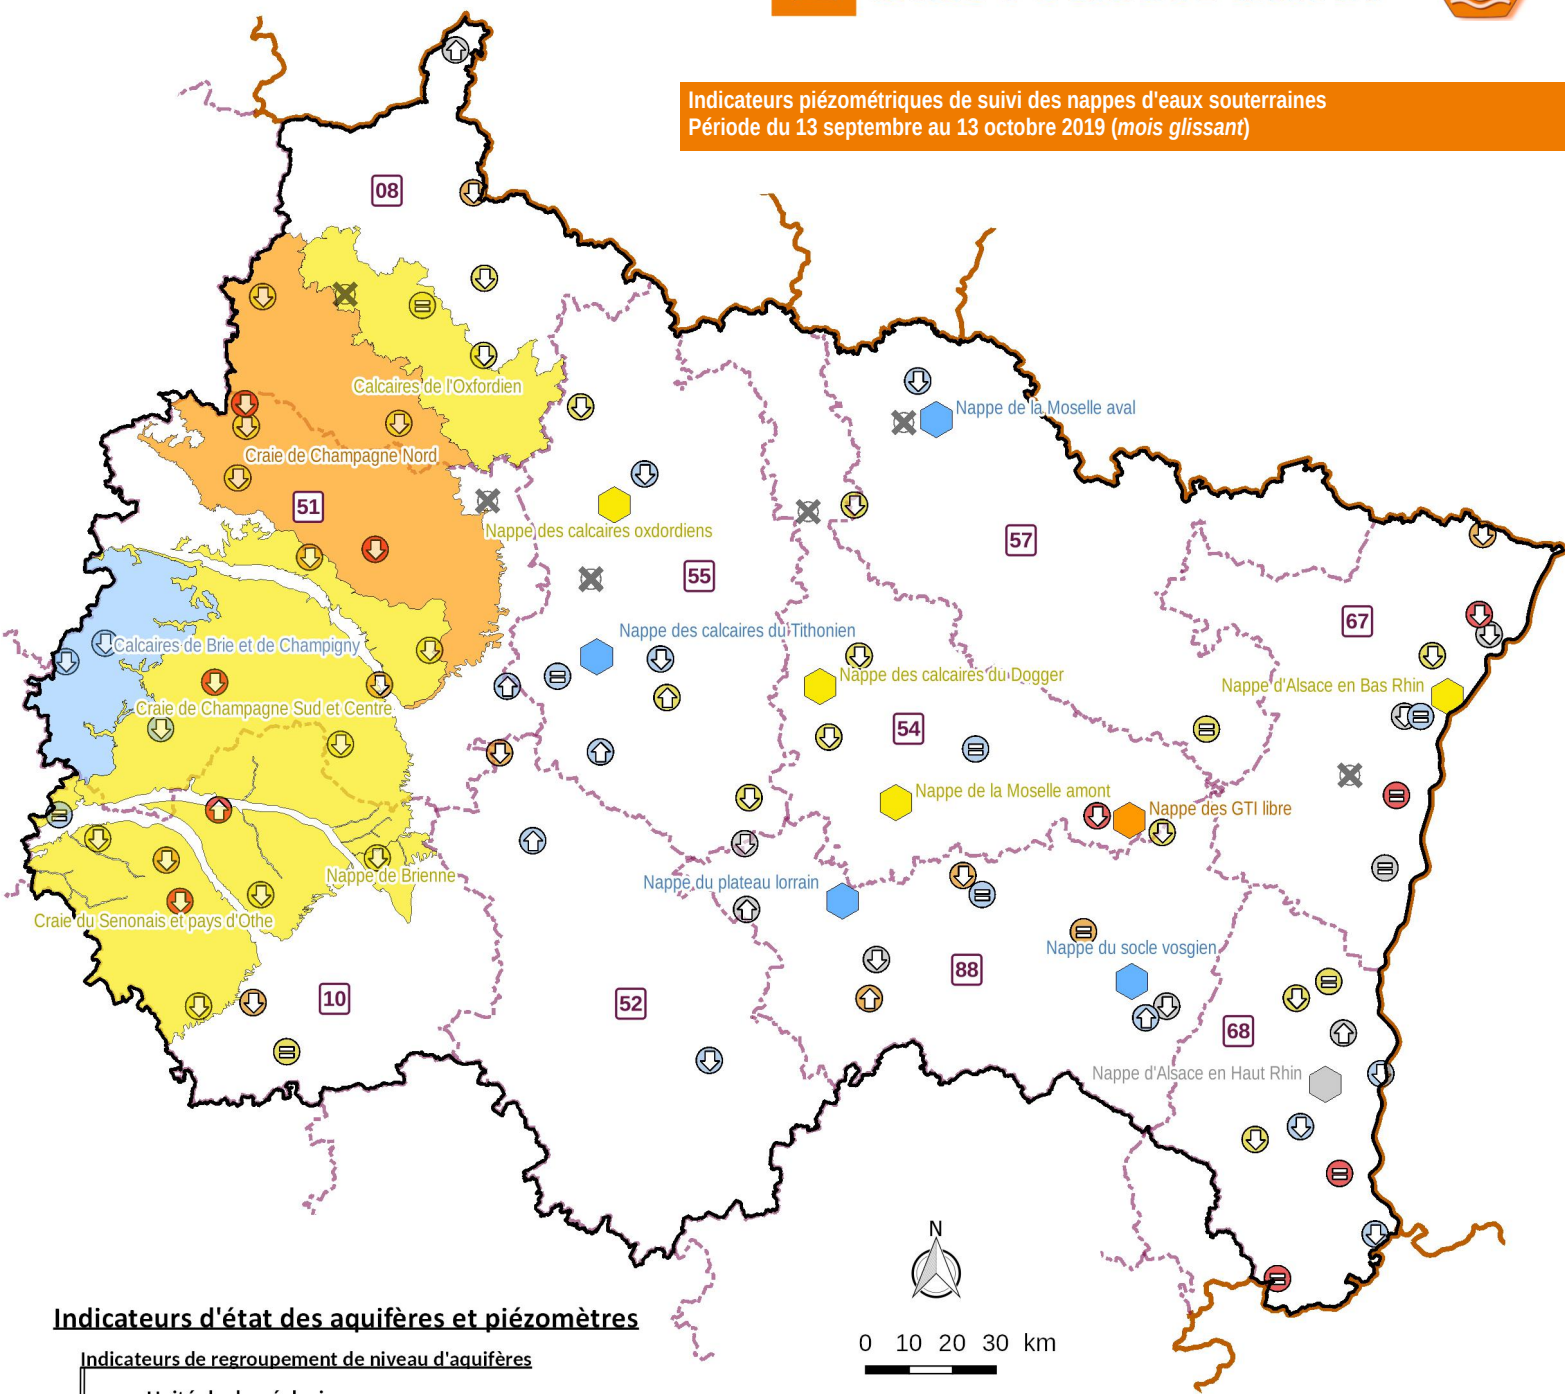 Indicateurs piézométriques de suivi des nappes d'eaux souterraines
Période du 13 septembre au 13 octobre 2019 (mois glissant)
08
Calcaires de l'Oxfordien
Nappe de la Moselle aval
Craie de Champagne Nord
51
Nappe des calcaires oxdordiens
57
55
67
Nappe des calcaires du Tithonien
Calcaires de Brie et de Champigny
Nappe des calcaires du Dogger
Nappe d'Alsace en Bas Rhin
Craie de Champagne Sud et Centre
54
Nappe de la Moselle amont
Nappe des GTI libre
Nappe de Brienne
Nappe du plateau lorrain
Craie du Senonais et pays d'Othe
Nappe du socle vosgien
88
10
52
68
Nappe d'Alsace en Haut Rhin
N
Indicateurs d'état des aquifères et piézomètres
0 10 20 30 km
Indicateurs de regroupement de niveau d'aquifères